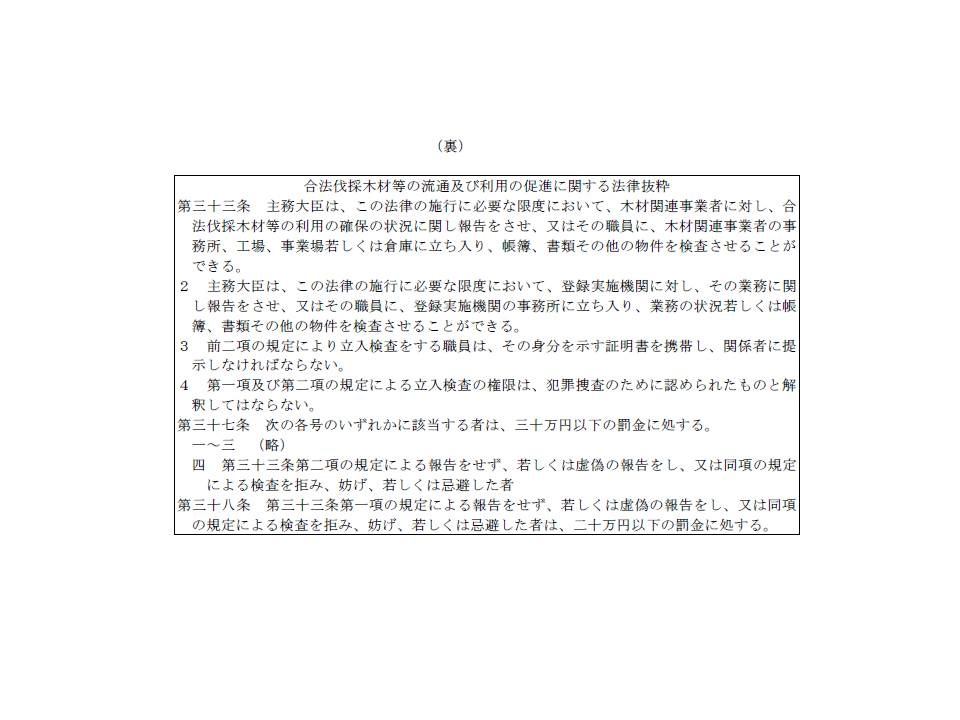 （裏）
合法伐採木材等の流通及び利用の促進に関する法律抜粋
第三十三条　主務大臣は、この法律の施行に必要な限度において、木材関連事業者に対し、合
法伐採木材等の利用の確保の状況に関し報告をさせ、又はその職員に、木材関連事業者の事
務所、工場、事業場若しくは倉庫に立ち入り、帳簿、書類その他の物件を検査させることが
できる。
２　主務大臣は、この法律の施行に必要な限度において、登録実施機関に対し、その業務に関
し報告をさせ、又はその職員に、登録実施機関の事務所に立ち入り、業務の状況若しくは帳
簿、書類その他の物件を検査させることができる。
３　前二項の規定により立入検査をする職員は、その身分を示す証明書を携帯し、関係者に提
示しなければならない。
４　第一項及び第二項の規定による立入検査の権限は、犯罪捜査のために認められたものと解
釈してはならない。
第三十七条　次の各号のいずれかに該当する者は、三十万円以下の罰金に処する。
一～三　（略）
四　第三十三条第二項の規定による報告をせず、若しくは虚偽の報告をし、又は同項の規定
による検査を拒み、妨げ、若しくは忌避した者
第三十八条　第三十三条第一項の規定による報告をせず、若しくは虚偽の報告をし、又は同項
の規定による検査を拒み、妨げ、若しくは忌避した者は、二十万円以下の罰金に処する。